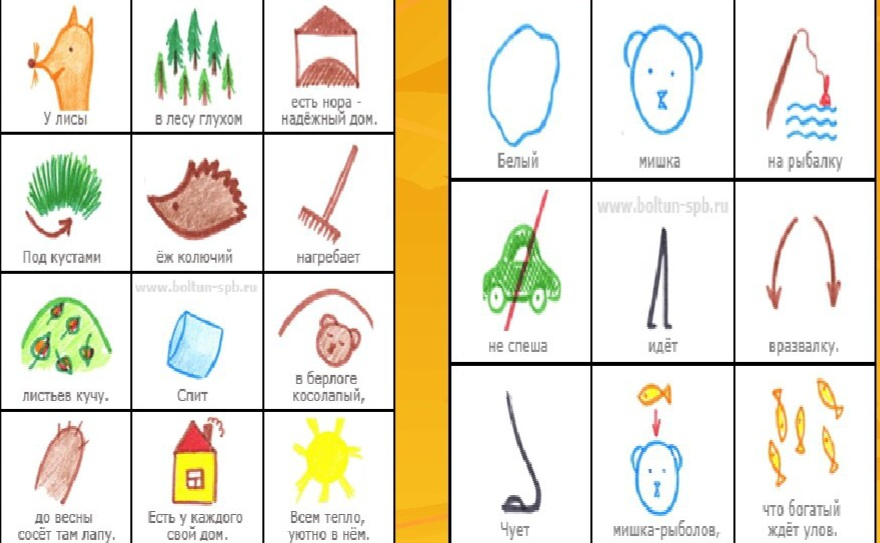 У лисы
в лесу глухом
есть нора -
надёжный дом.
Под кустами
ёж колючий
нагребает
www.boltun-spb.ru
листьев кучу.
Спит
в берлоге
косолапый,
до весны
сосёт там лапу.
Есть у каждого
свой дом.
Всем тепло,
уютно в нём.
Белый
мишка
на рыбалку
www.boltun-spb.ru
не спеша
идёт
вразвалку.
Чует
мишка-рыболов,
что богатый
ждёт улов.